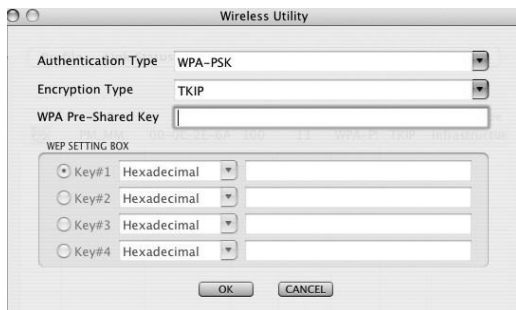 Wireless Utility
Authentication Type WPA-PSK
Encryption Type TKIP
WPA Pre-Shared Key
WEP SETTING BOX
Key#1 Hexadecimal
Key#2 Hexadecimal
Key#3 Hexadecimal
Key#4 Hexadecimal
OK CANCEL